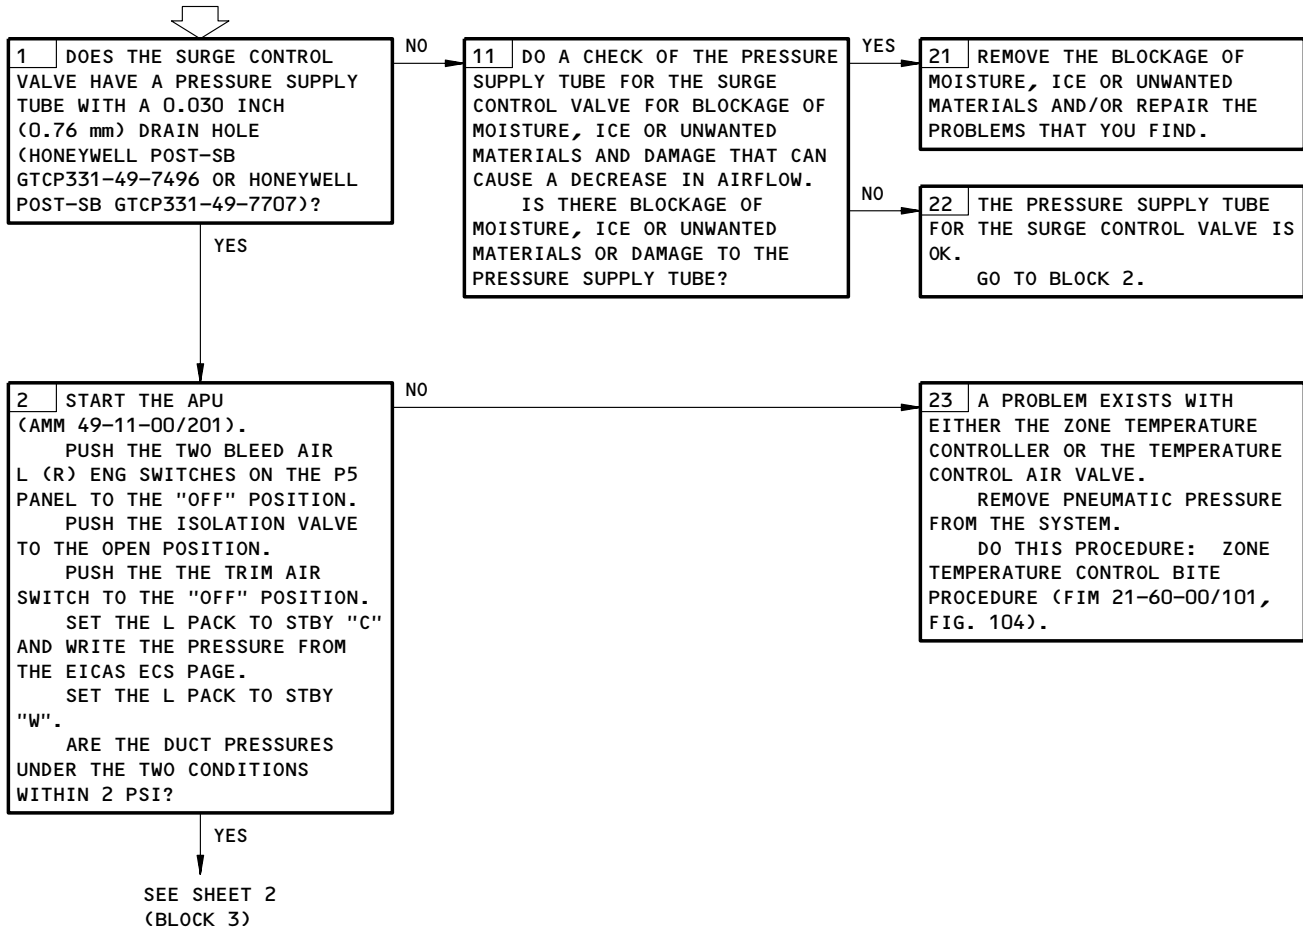 1 DOES THE SURGE CONTROL
VALVE HAVE A PRESSURE SUPPLY
TUBE WITH A 0.030 INCH
(0.76 mm) DRAIN HOLE
(HONEYWELL POST-SB
GTCP331-49-7496 OR HONEYWELL
POST-SB GTCP331-49-7707)?
NO
11 DO A CHECK OF THE PRESSURE
SUPPLY TUBE FOR THE SURGE
CONTROL VALVE FOR BLOCKAGE OF
MOISTURE, ICE OR UNWANTED
MATERIALS AND DAMAGE THAT CAN
CAUSE A DECREASE IN AIRFLOW.
IS THERE BLOCKAGE OF
MOISTURE, ICE OR UNWANTED
MATERIALS OR DAMAGE TO THE
PRESSURE SUPPLY TUBE?
YES
21 REMOVE THE BLOCKAGE OF
MOISTURE, ICE OR UNWANTED
MATERIALS AND/OR REPAIR THE
PROBLEMS THAT YOU FIND.
NO
22 THE PRESSURE SUPPLY TUBE
FOR THE SURGE CONTROL VALVE IS
OK.
GO TO BLOCK 2.
YES
2 START THE APU
(AMM 49-11-00/201).
PUSH THE TWO BLEED AIR
L (R) ENG SWITCHES ON THE P5
PANEL TO THE "OFF" POSITION.
PUSH THE ISOLATION VALVE
TO THE OPEN POSITION.
PUSH THE THE TRIM AIR
SWITCH TO THE "OFF" POSITION.
SET THE L PACK TO STBY "C"
AND WRITE THE PRESSURE FROM
THE EICAS ECS PAGE.
SET THE L PACK TO STBY
"W".
ARE THE DUCT PRESSURES
UNDER THE TWO CONDITIONS
WITHIN 2 PSI?
NO
23 A PROBLEM EXISTS WITH
EITHER THE ZONE TEMPERATURE
CONTROLLER OR THE TEMPERATURE
CONTROL AIR VALVE.
REMOVE PNEUMATIC PRESSURE
FROM THE SYSTEM.
DO THIS PROCEDURE: ZONE
TEMPERATURE CONTROL BITE
PROCEDURE (FIM 21-60-00/101,
FIG. 104).
YES
SEE SHEET 2
(BLOCK 3)